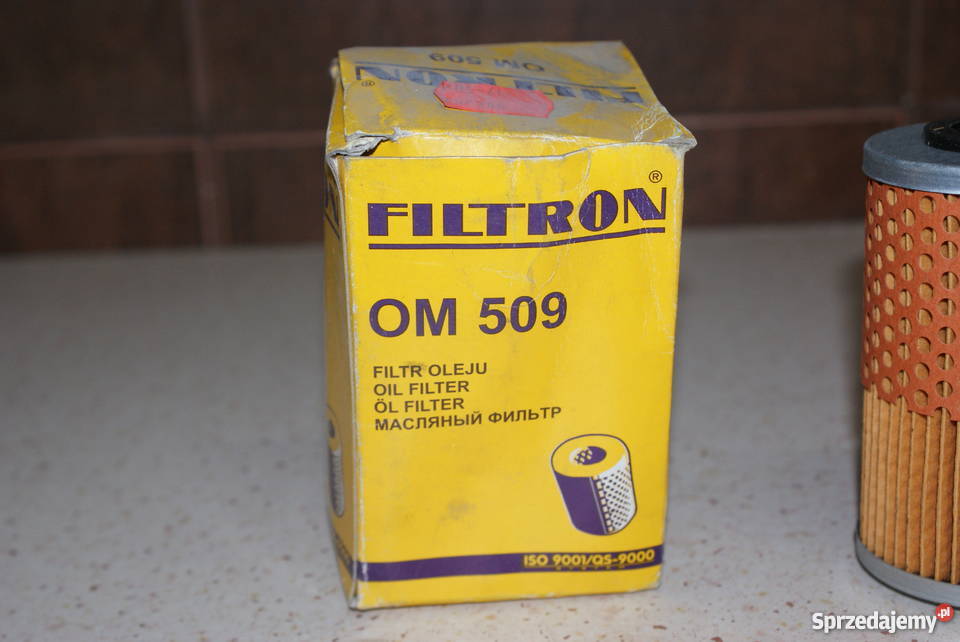 OM 509
FILTRON
®
FILTRON®
OM 509
FILTR OLEJU
OIL FILTER
ÖL FILTER
МАСЛЯНЫЙ ФИЛЬТР
ISO 9001/QS-9000
Sprzedajemy.pl